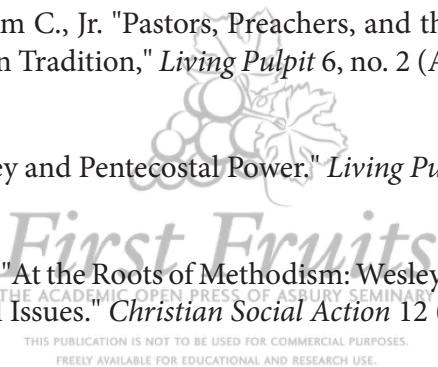 m C., Jr. "Pastors, Preachers, and th
n Tradition," Living Pulpit 6, no. 2 (A
ey and Pentecostal Power." Living Pu
First Fruits
"At the Roots of Methodism: Wesley
THE ACADEMIC OPEN PRESS OF ASBURY SEMINARY
l Issues." Christian Social Action 12 (
THIS PUBLICATION IS NOT TO BE USED FOR COMMERCIAL PURPOSES.
FREELY AVAILABLE FOR EDUCATIONAL AND RESEARCH USE.